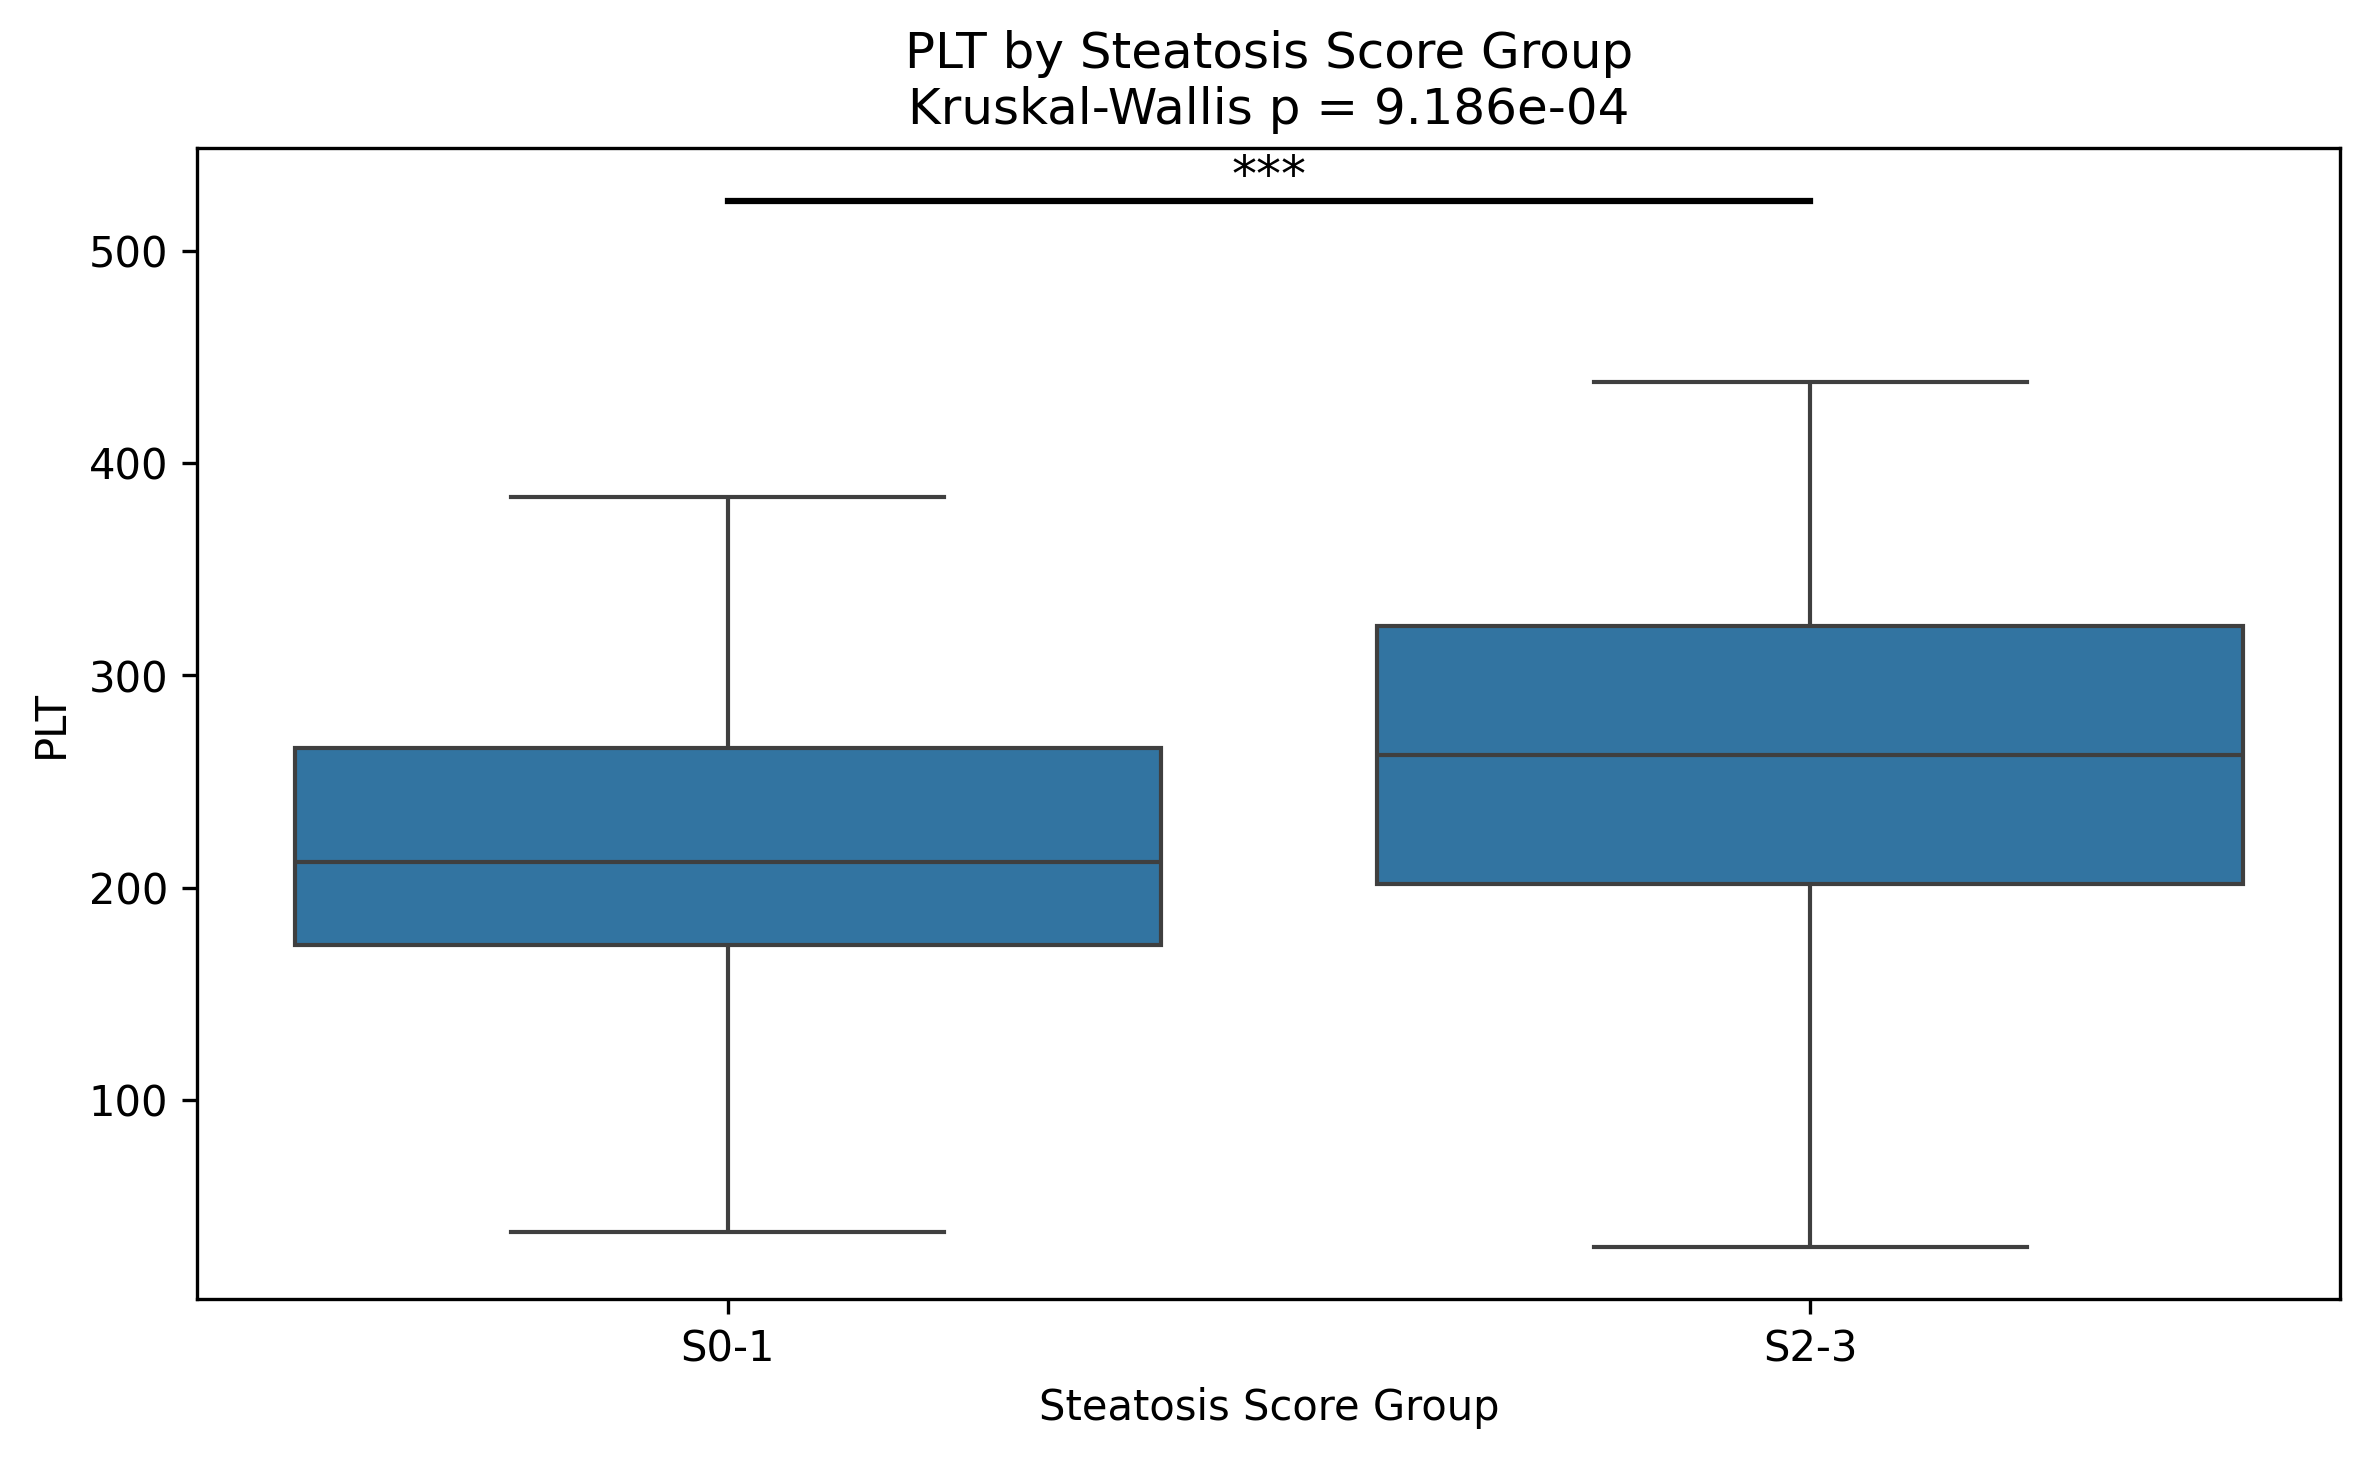 PLT by Steatosis Score Group
Kruskal-Wallis p = 9.186e-04
***
500
400
300
200
100
PLT
S0-1
S2-3
Steatosis Score Group